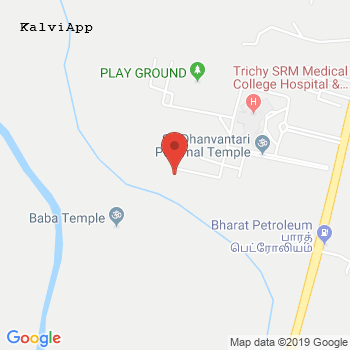 KalviApp
PLAY GROUND
Trichy SRM Medical
College Hospital &...
Dhanvantari
Temple
Baba Temple
Bharat Petroleum
பாரத்
பெட்ரோலியம்
Google
Map data ©2019 Google